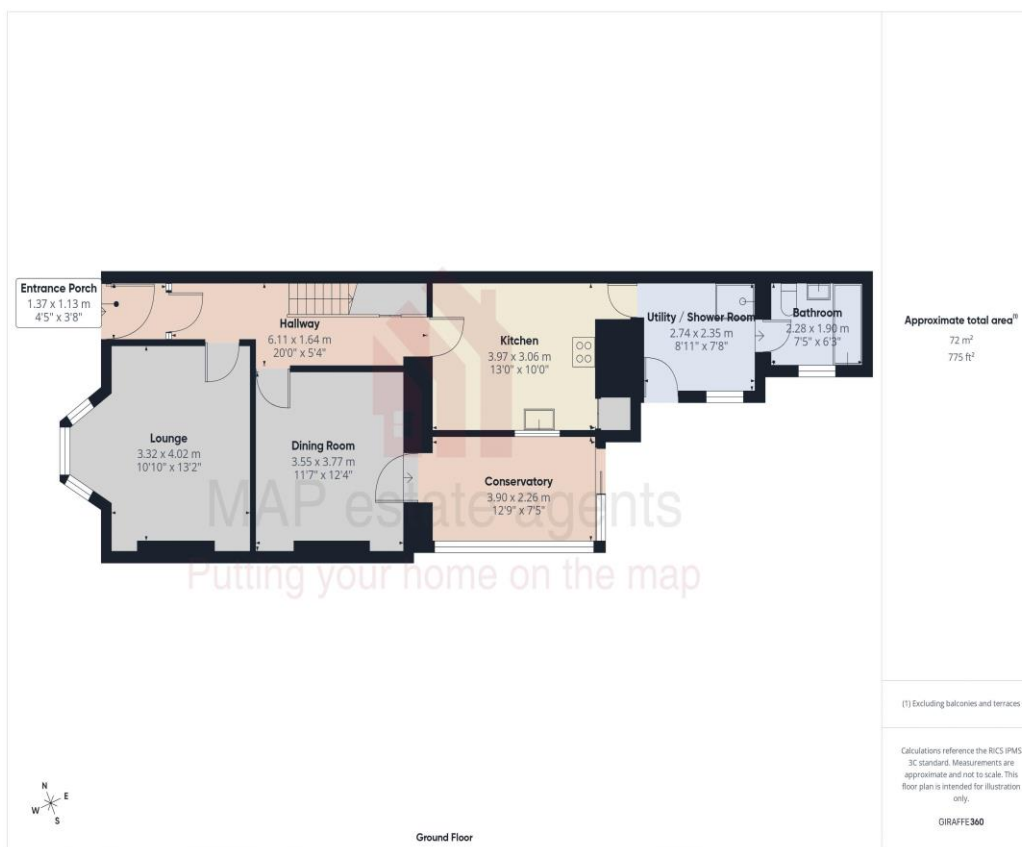 Entrance Porch
1.37 x 1.13 m
4'5" x 3'8"
Hallway
6.11 x 1.64 m
20'0" x 5'4"
Kitchen
3.97 x 3.06 m
13'0" x 10'0"
Utility / Shower Room
2.74 x 2.35 m
8'11" x 7'8"
Bathroom
2.28 x 1.90 m
7'5" x 6'3"
Lounge
3.32 x 4.02 m
10'10" x 13'2"
Dining Room
3.55 x 3.77 m
11'7" x 12'4"
Conservatory
3.90 x 2.26 m
12'9" x 7'5"
MAP estate agents
Putting your home on the map
N
W E
S
Ground Floor
Approximate total area(1)
72 m²
775 ft²
(1) Excluding balconies and terraces
Calculations reference the RICS IPMS
3C standard. Measurements are
approximate and not to scale. This
floor plan is intended for illustration
only.
GIRAFFE360